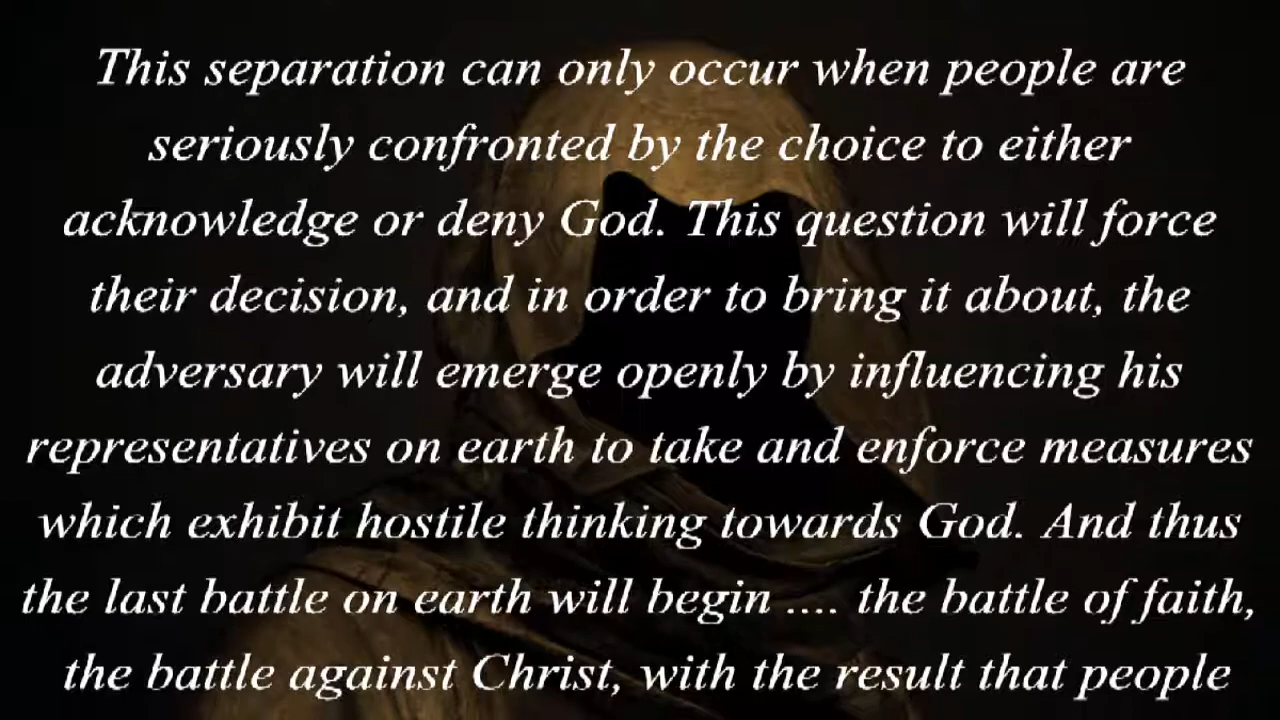 This separation can only occur when people are
seriously confronted by the choice to either
acknowledge or deny God. This question will force
their decision, and in order to bring it about, the
adversary will emerge openly by influencing his
representatives on earth to take and enforce measures
which exhibit hostile thinking towards God. And thus
the last battle on earth will begin .... the battle of faith,
the battle against Christ, with the result that people